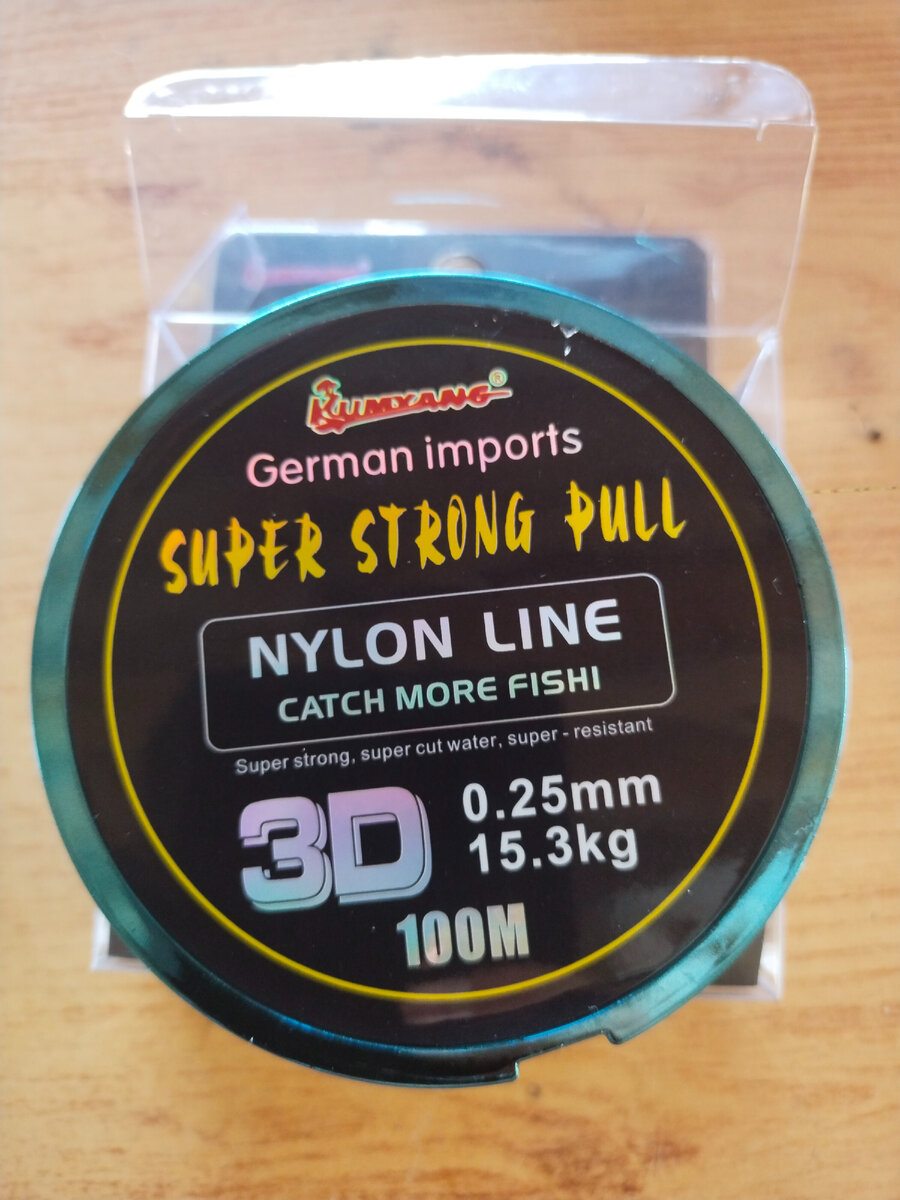 KUMYANG®
German imports
SUPER STRONG PULL
NYLON LINE
CATCH MORE FISHI
Super strong, super cut water, super - resistant
3D
0.25mm
15.3kg
100M